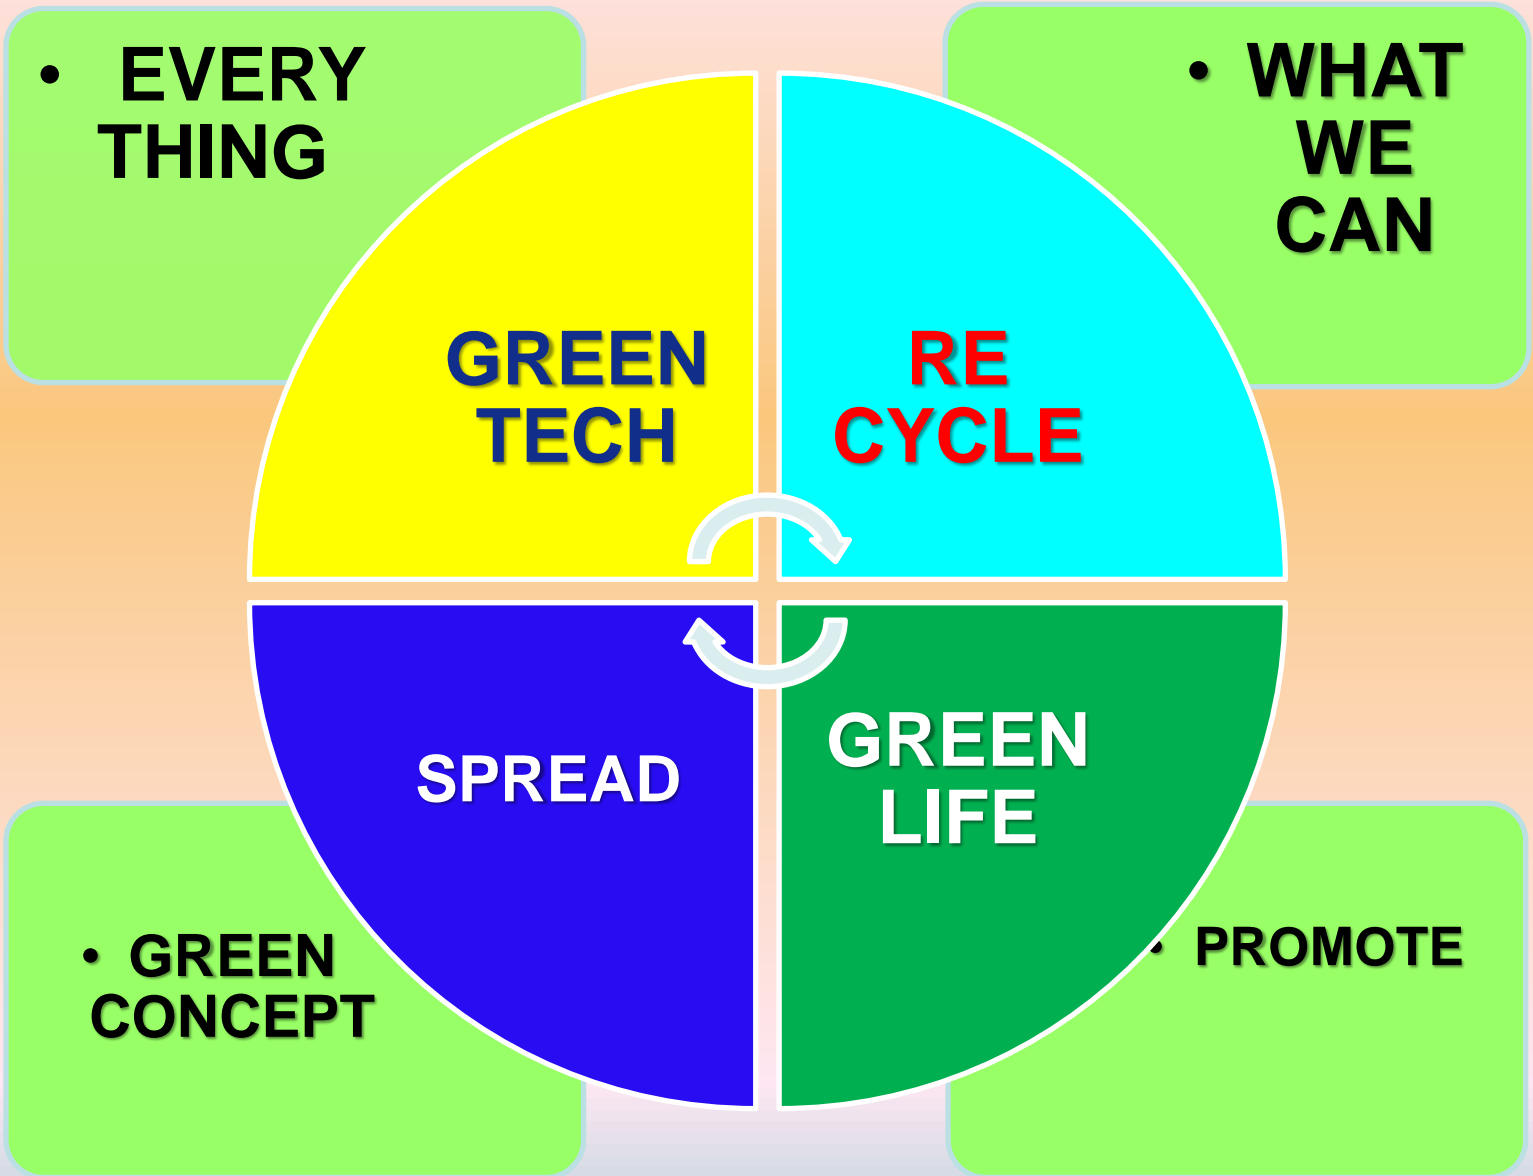 • EVERY
THING
• WHAT
WE
CAN
GREEN
TECH
RE
CYCLE
SPREAD
GREEN
LIFE
• GREEN
CONCEPT
• PROMOTE